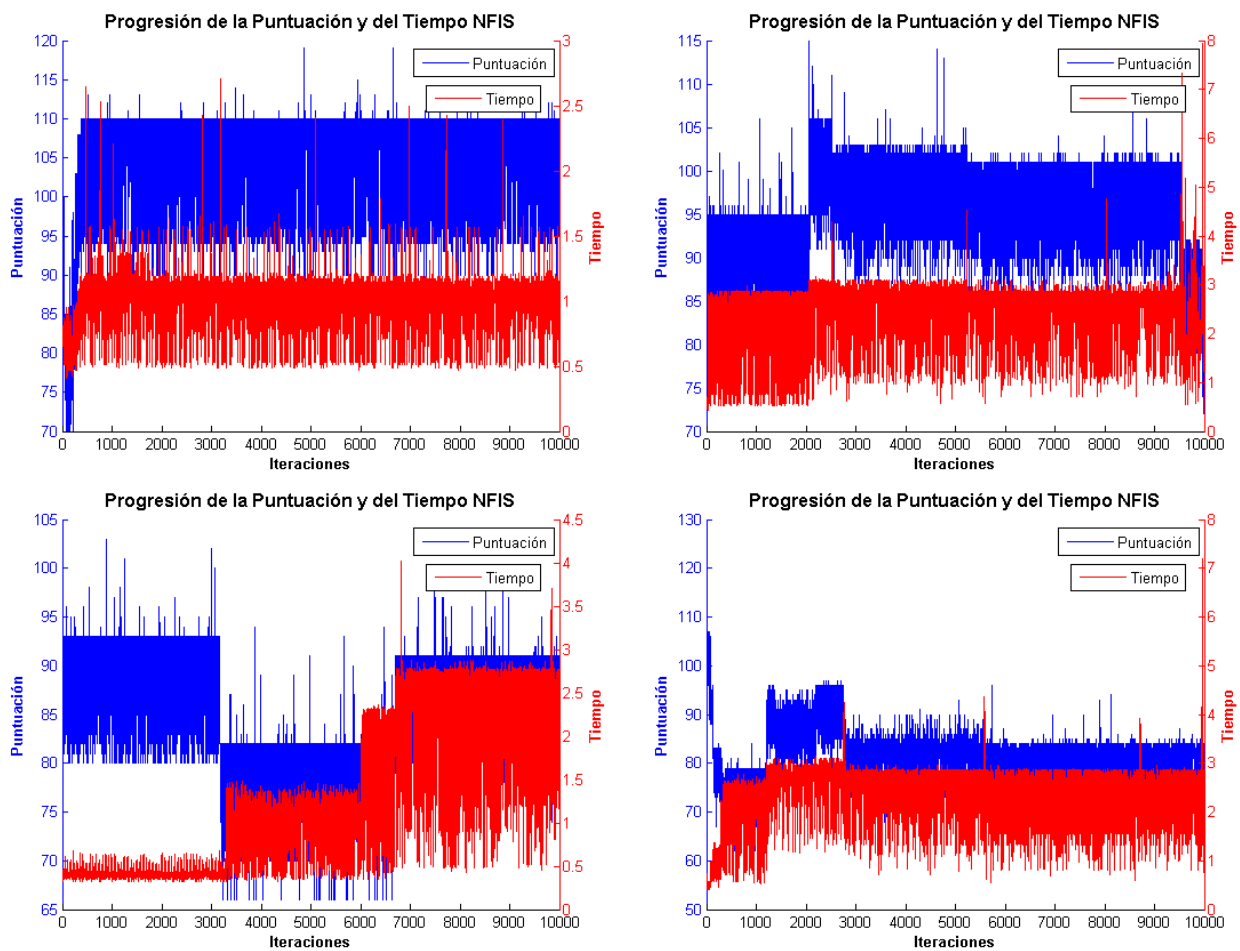 Progresión de la Puntuación y del Tiempo NFIS
120
115
110
105
100
95
90
85
80
75
70
Puntuación
3
2.5
2
1.5
1
0.5
0
Tiempo
Puntuación
Tiempo
0 1000 2000 3000 4000 5000 6000 7000 8000 9000 10000
Iteraciones
Progresión de la Puntuación y del Tiempo NFIS
115
110
105
100
95
90
85
80
75
70
Puntuación
8
7
6
5
4
3
2
1
0
Tiempo
Puntuación
Tiempo
0 1000 2000 3000 4000 5000 6000 7000 8000 9000 10000
Iteraciones
Progresión de la Puntuación y del Tiempo NFIS
105
100
95
90
85
80
75
70
65
Puntuación
4.5
4
3.5
3
2.5
2
1.5
1
0.5
0
Tiempo
Puntuación
Tiempo
0 1000 2000 3000 4000 5000 6000 7000 8000 9000 10000
Iteraciones
Progresión de la Puntuación y del Tiempo NFIS
130
120
110
100
90
80
70
60
50
Puntuación
8
7
6
5
4
3
2
1
0
Tiempo
Puntuación
Tiempo
0 1000 2000 3000 4000 5000 6000 7000 8000 9000 10000
Iteraciones